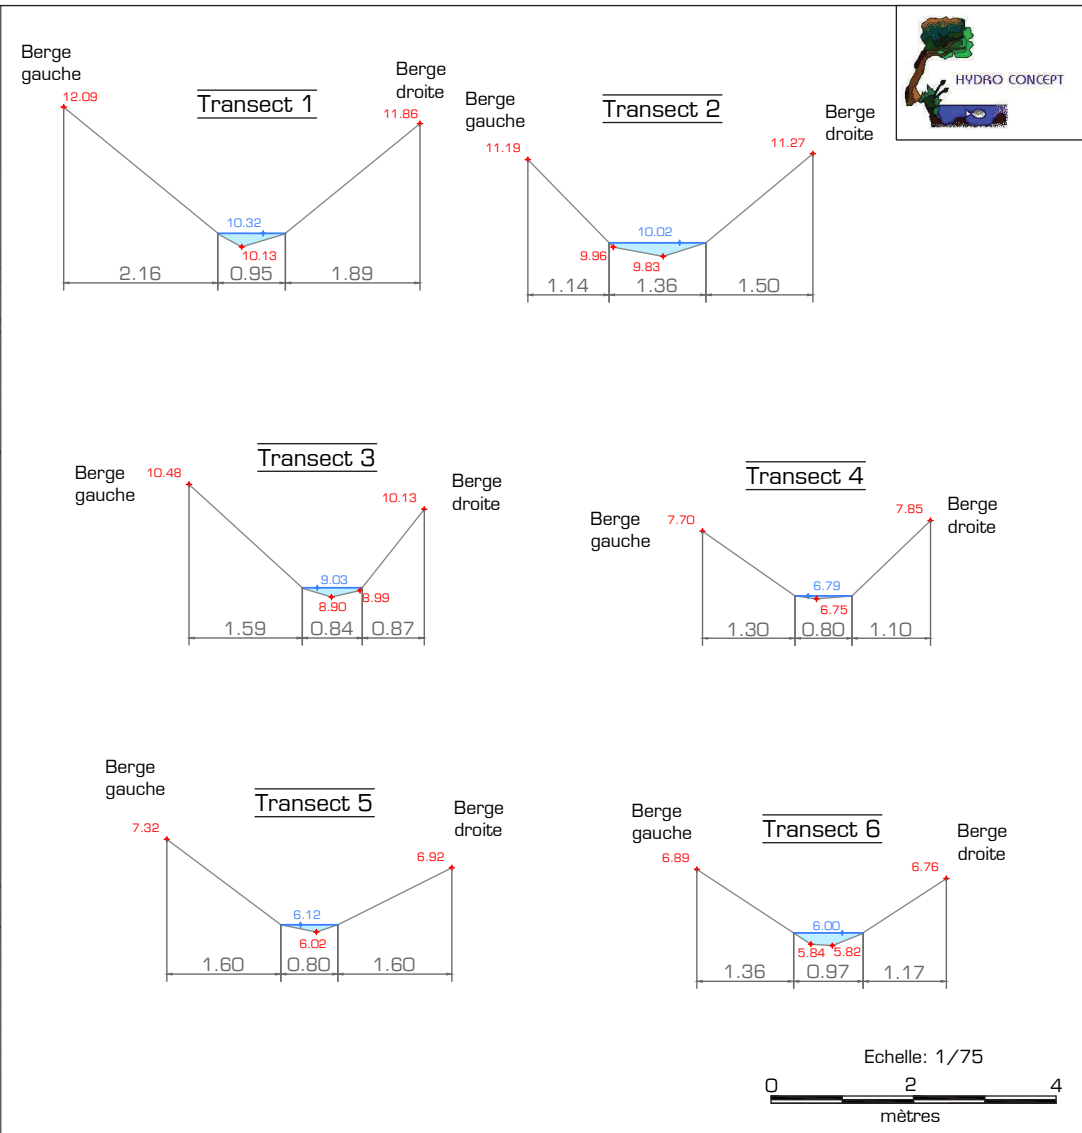 HYDRO CONCEPT
Berge
gauche
12.09
Transect 1
Berge
droite
11.86
10.32
10.13
2.16
0.95
1.89
Berge
gauche
11.19
Transect 2
Berge
droite
11.27
10.02
9.96
9.83
1.14
1.36
1.50
Berge
gauche
10.48
Transect 3
Berge
droite
10.13
9.03
8.90
8.99
1.59
0.84
0.87
Berge
gauche
7.70
Transect 4
Berge
droite
7.85
6.79
6.75
1.30
0.80
1.10
Berge
gauche
7.32
Transect 5
Berge
droite
6.92
6.12
6.02
1.60
0.80
1.60
Berge
gauche
6.89
Transect 6
Berge
droite
6.76
6.00
5.84
5.82
1.36
0.97
1.17
Echelle: 1/75
0 2 4
mètres